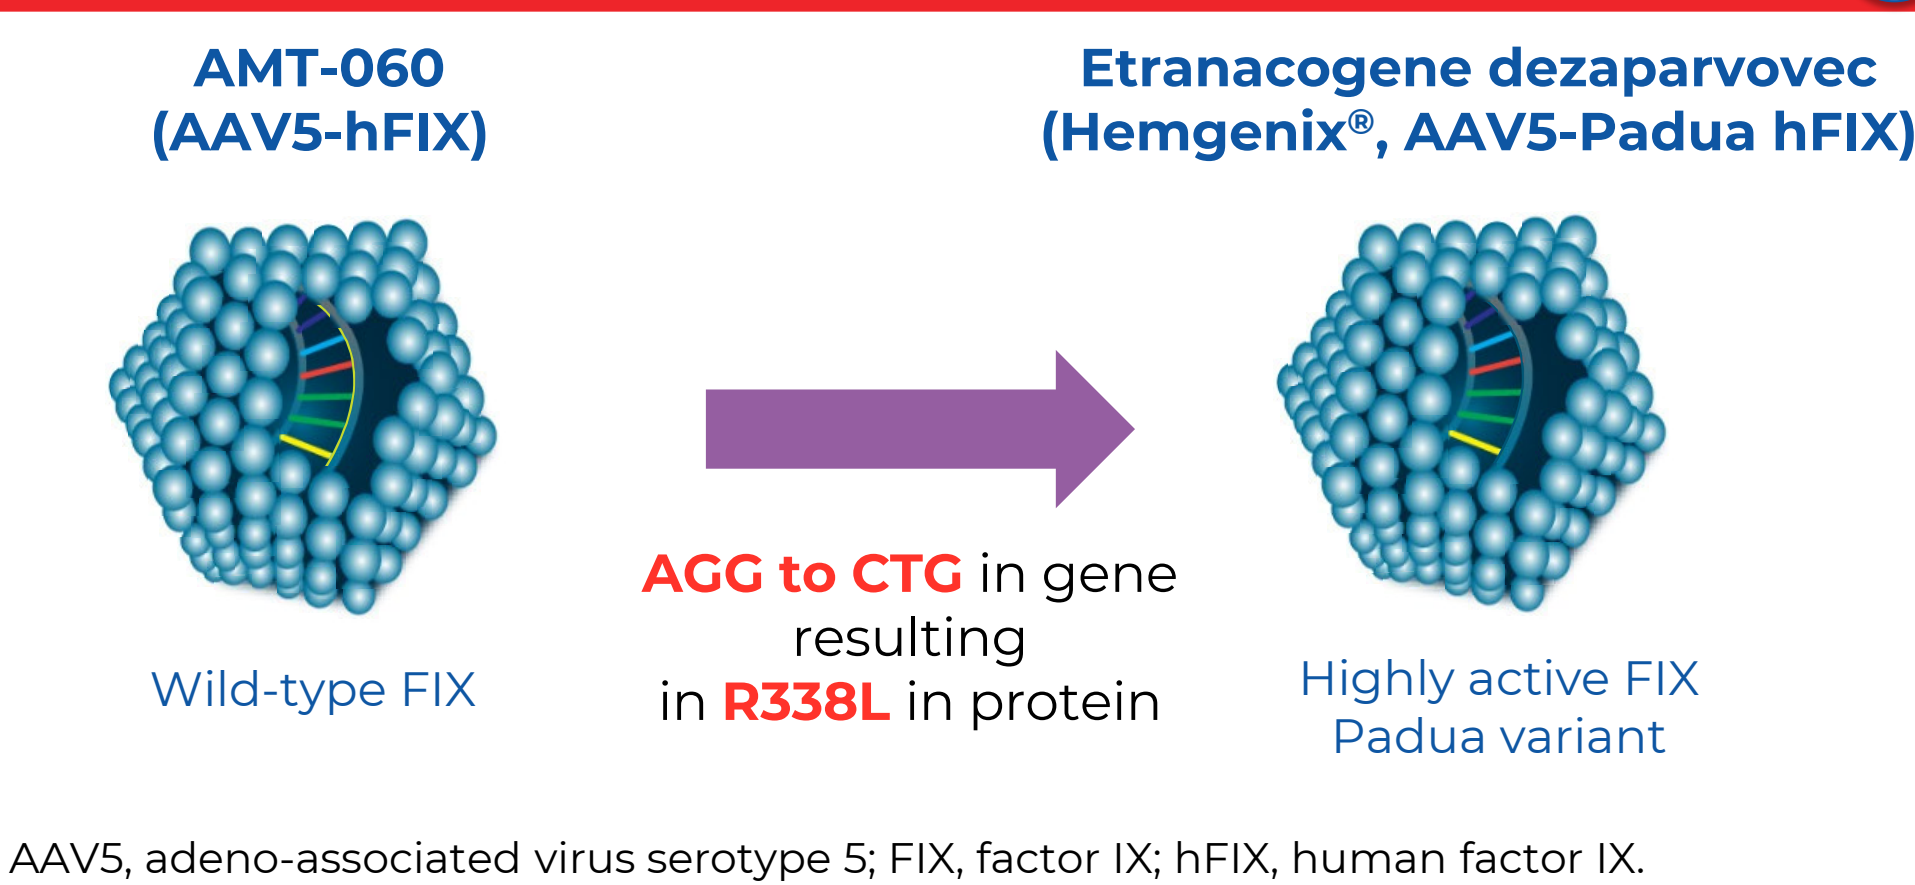 AMT-060
(AAV5-hFIX)
Etranacogene dezaparvovec
(Hemgenix®, AAV5-Padua hFIX)
AGG to CTG in gene
resulting
in R338L in protein
Wild-type FIX
Highly active FIX
Padua variant
AAV5, adeno-associated virus serotype 5; FIX, factor IX; hFIX, human factor IX.